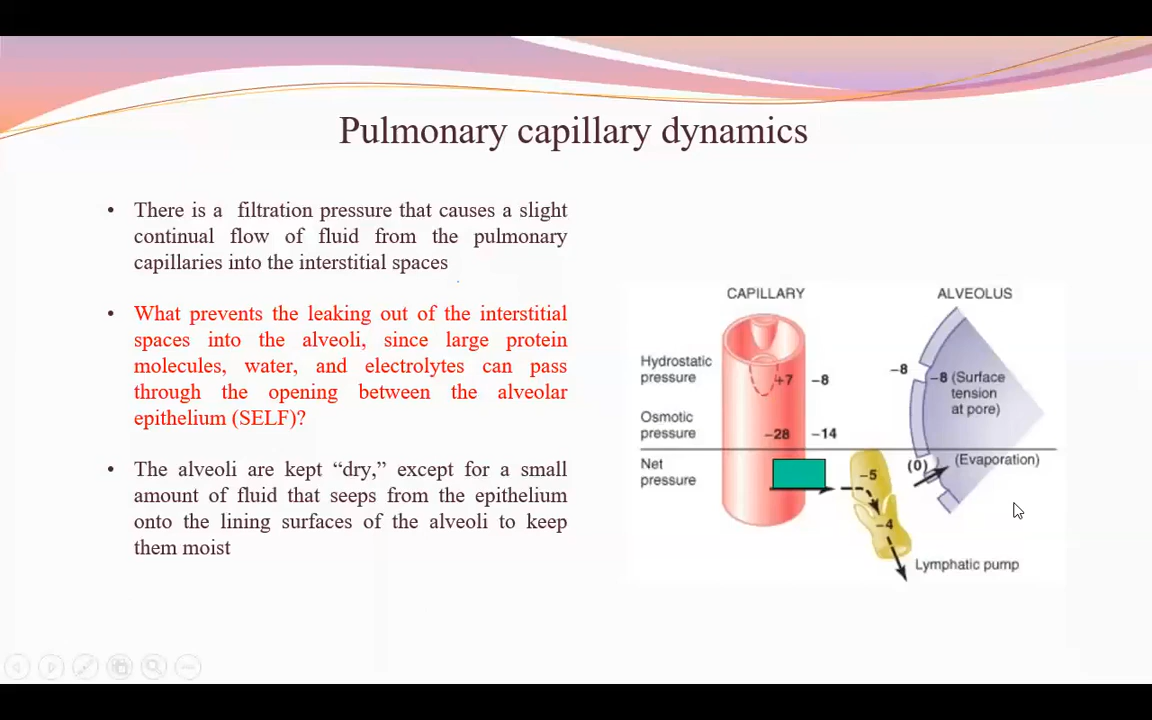 Pulmonary capillary dynamics
• There is a filtration pressure that causes a slight
continual flow of fluid from the pulmonary
capillaries into the interstitial spaces
• What prevents the leaking out of the interstitial
spaces into the alveoli, since large protein
molecules, water, and electrolytes can pass
through the opening between the alveolar
epithelium (SELF)?
• The alveoli are kept “dry,” except for a small
amount of fluid that seeps from the epithelium
onto the lining surfaces of the alveoli to keep
them moist
CAPILLARY ALVEOLUS
Hydrostatic
pressure
+7 –8 –8 –8 (Surface
tension
at pore)
Osmotic
pressure
–28 –14
Net
pressure
–5 (0) (Evaporation)
–4
Lymphatic pump